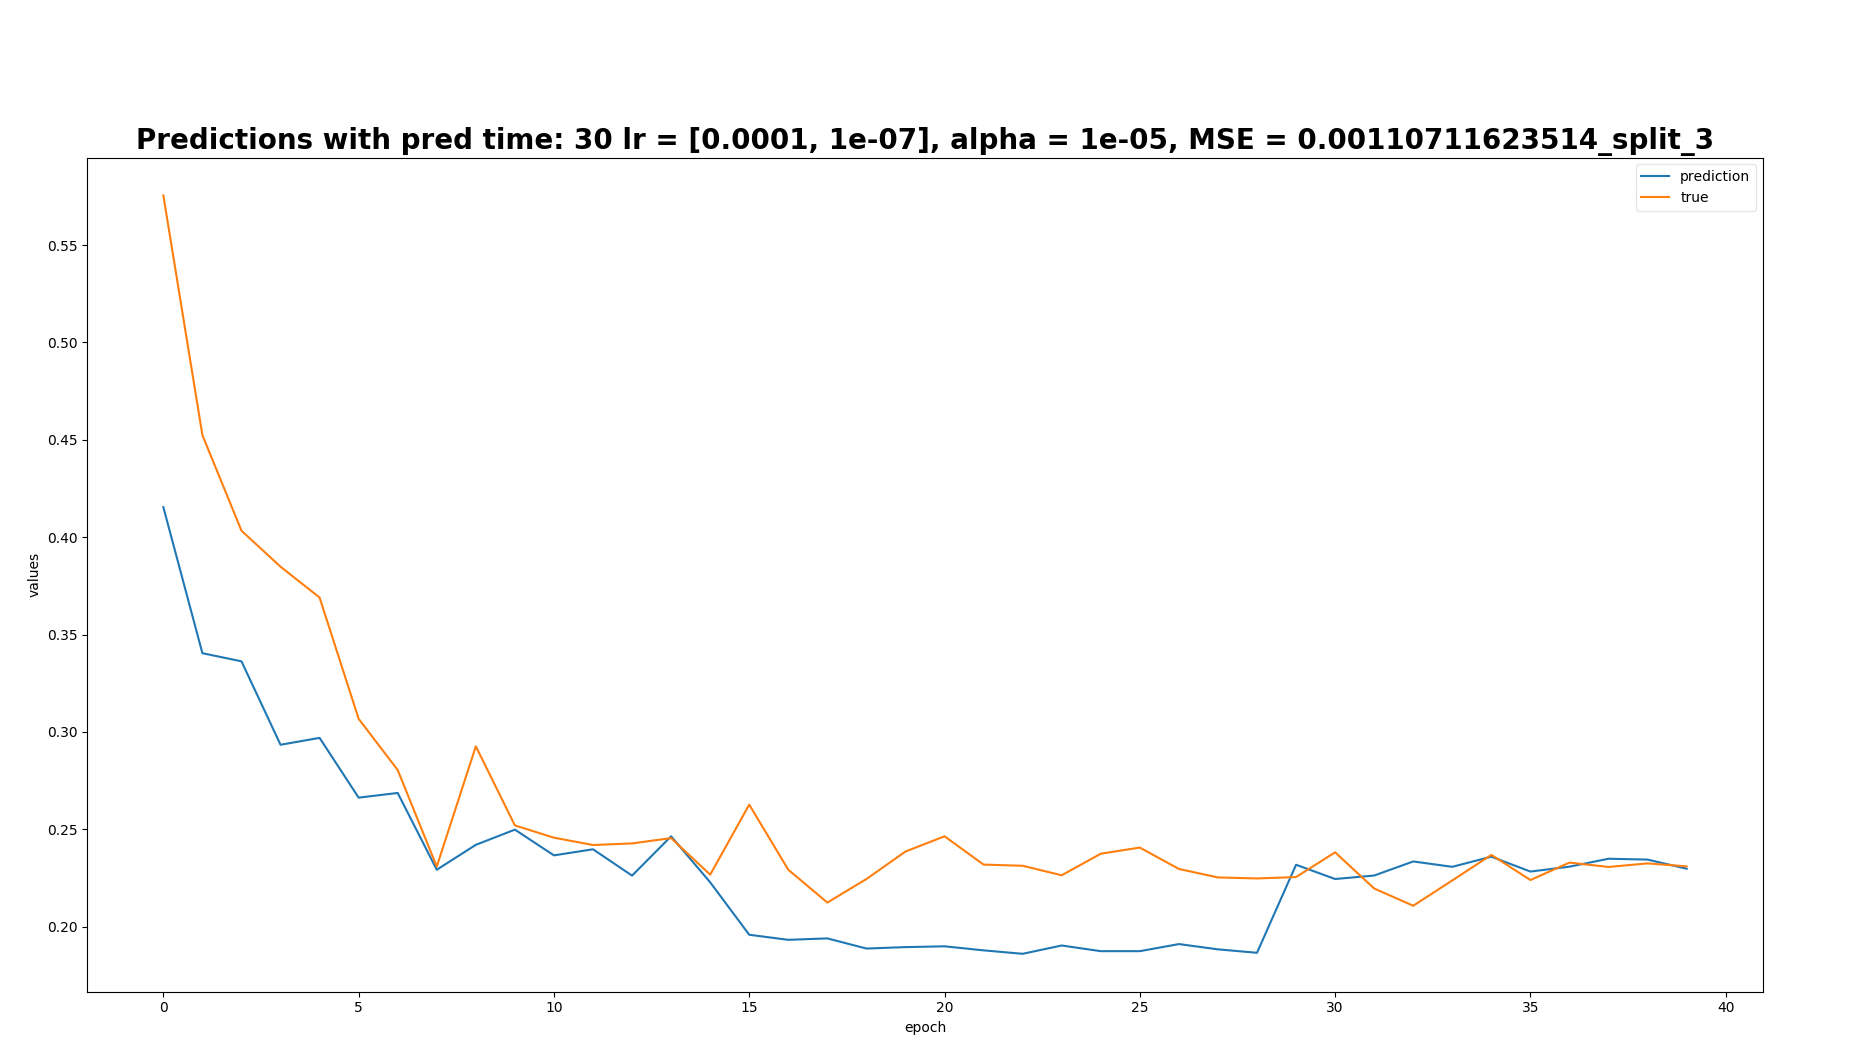 Predictions with pred time: 30 lr = [0.0001, 1e-07], alpha = 1e-05, MSE = 0.00110711623514_split_3
prediction
true
0.55
0.50
0.45
0.40
0.35
0.30
0.25
0.20
values
0 5 10 15 20 25 30 35 40
epoch